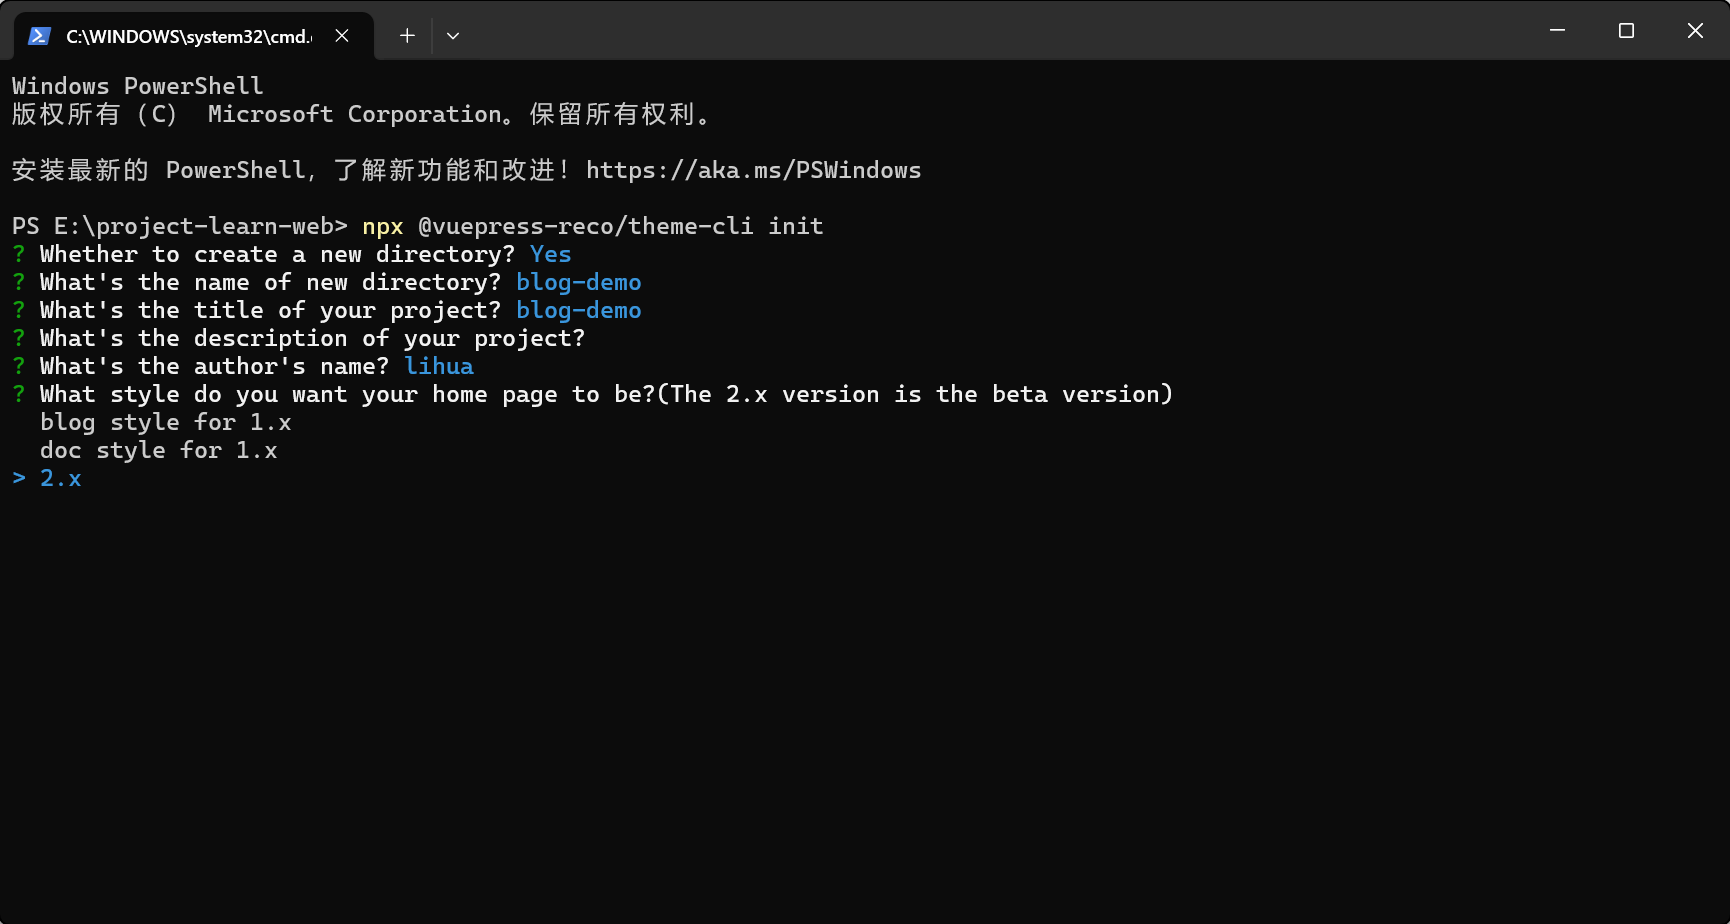 C:\WINDOWS\system32\cmd.
Windows PowerShell
版权所有 (C)  Microsoft Corporation。保留所有权利。
安装最新的 PowerShell，了解新功能和改进！https://aka.ms/PSWindows
PS E:\project-learn-web> npx @vuepress-reco/theme-cli init
? Whether to create a new directory? Yes
? What's the name of new directory? blog-demo
? What's the title of your project? blog-demo
? What's the description of your project?
? What's the author's name? lihua
? What style do you want your home page to be?(The 2.x version is the beta version)
  blog style for 1.x
  doc style for 1.x
> 2.x